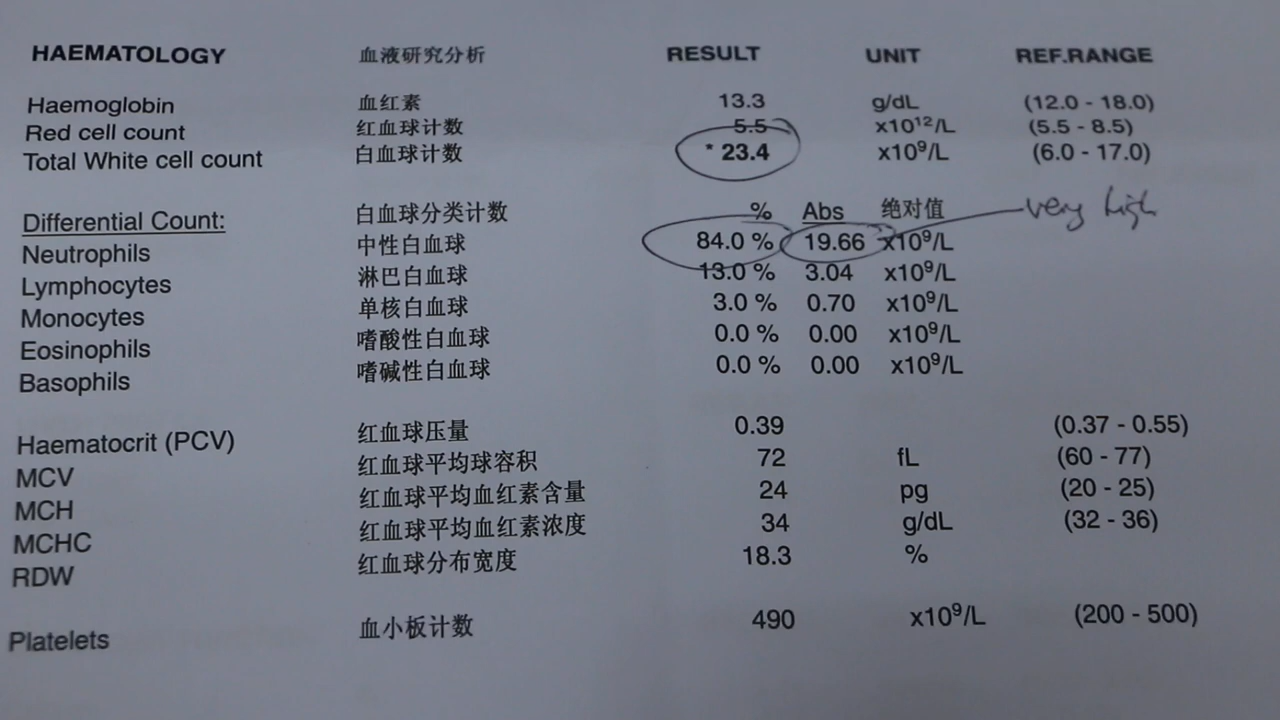 HAEMATOLOGY 血液研究分析 RESULT UNIT REF.RANGE
Haemoglobin 血红素 13.3 g/dL (12.0 - 18.0)
Red cell count 红血球计数 5.5 x10¹²/L (5.5 - 8.5)
Total White cell count 白血球计数 * 23.4 x10⁹/L (6.0 - 17.0)
Differential Count: 白血球分类计数 % Abs 绝对值 very high
Neutrophils 中性白血球 84.0 % 19.66 x10⁹/L
Lymphocytes 淋巴白血球 13.0 % 3.04 x10⁹/L
Monocytes 单核白血球 3.0 % 0.70 x10⁹/L
Eosinophils 嗜酸性白血球 0.0 % 0.00 x10⁹/L
Basophils 嗜碱性白血球 0.0 % 0.00 x10⁹/L
Haematocrit (PCV) 红血球压量 0.39 (0.37 - 0.55)
MCV 红血球平均球容积 72 fL (60 - 77)
MCH 红血球平均血红素含量 24 pg (20 - 25)
MCHC 红血球平均血红素浓度 34 g/dL (32 - 36)
RDW 红血球分布宽度 18.3 %
Platelets 血小板计数 490 x10⁹/L (200 - 500)